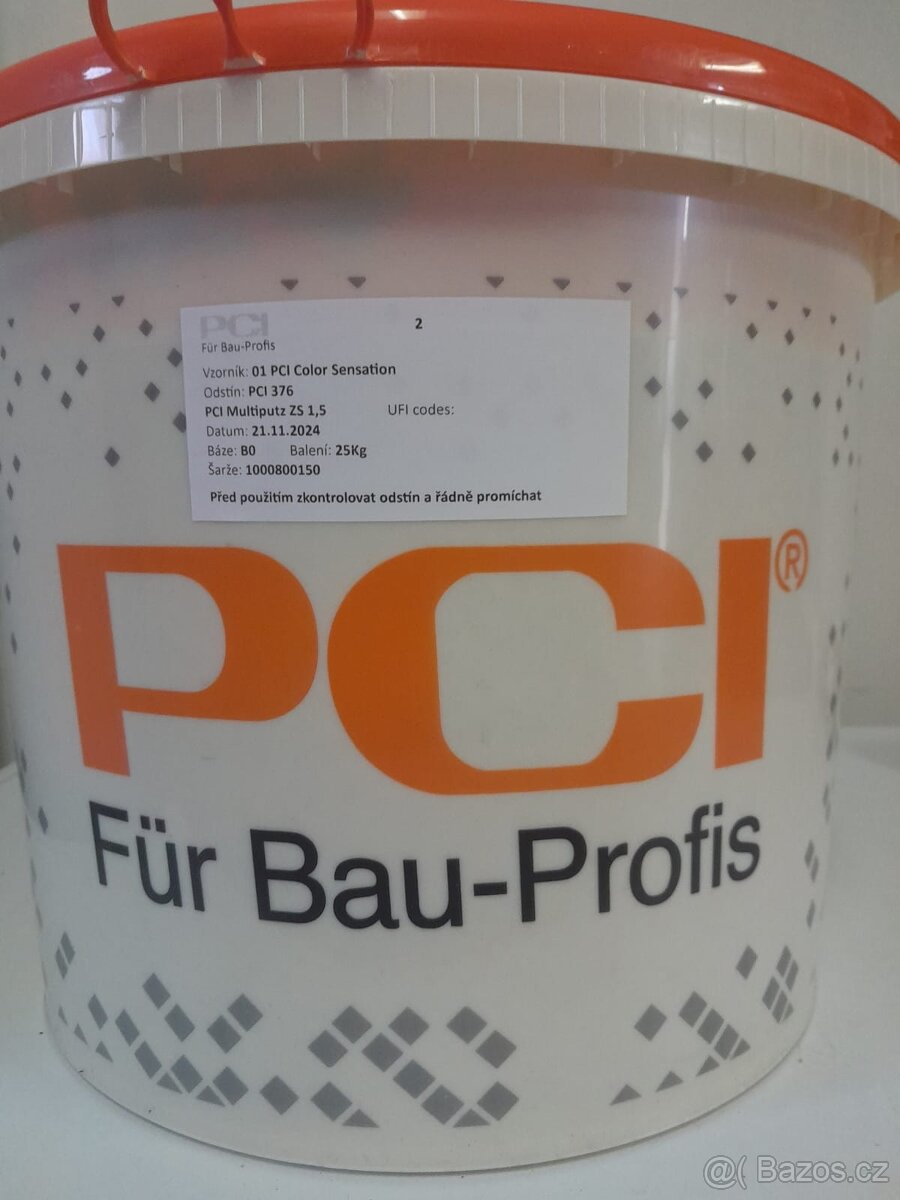 PCI
2
Für Bau-Profis
Vzorník: 01 PCI Color Sensation
Odstín: PCI 376
PCI Multiputz ZS 1,5 UFI codes:
Datum: 21.11.2024
Báze: B0 Balení: 25Kg
Šarže: 1000800150
Před použitím zkontrolovat odstín a řádně promíchat
PCI®
Für Bau-Profis
@( Bazos.cz